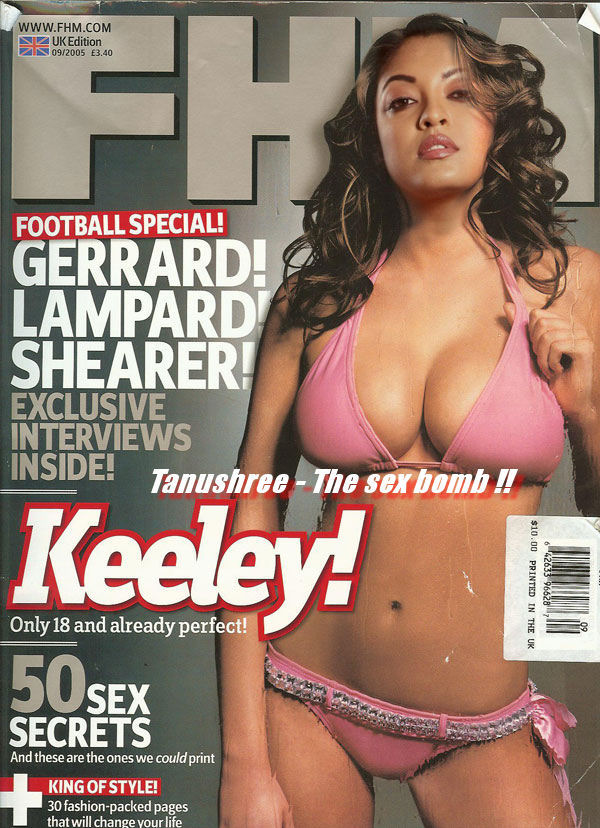 WWW.FHM.COM
UK Edition
09/2005 £3.40
FHM
FOOTBALL SPECIAL!
GERRARD!
LAMPARD!
SHEARER!
EXCLUSIVE
INTERVIEWS
INSIDE!
Tanushree - The sex bomb !!
Keeley!
Only 18 and already perfect!
50 SEX
SECRETS
And these are the ones we could print
KING OF STYLE!
30 fashion-packed pages
that will change your life
$10.00 PRINTED IN THE UK
09